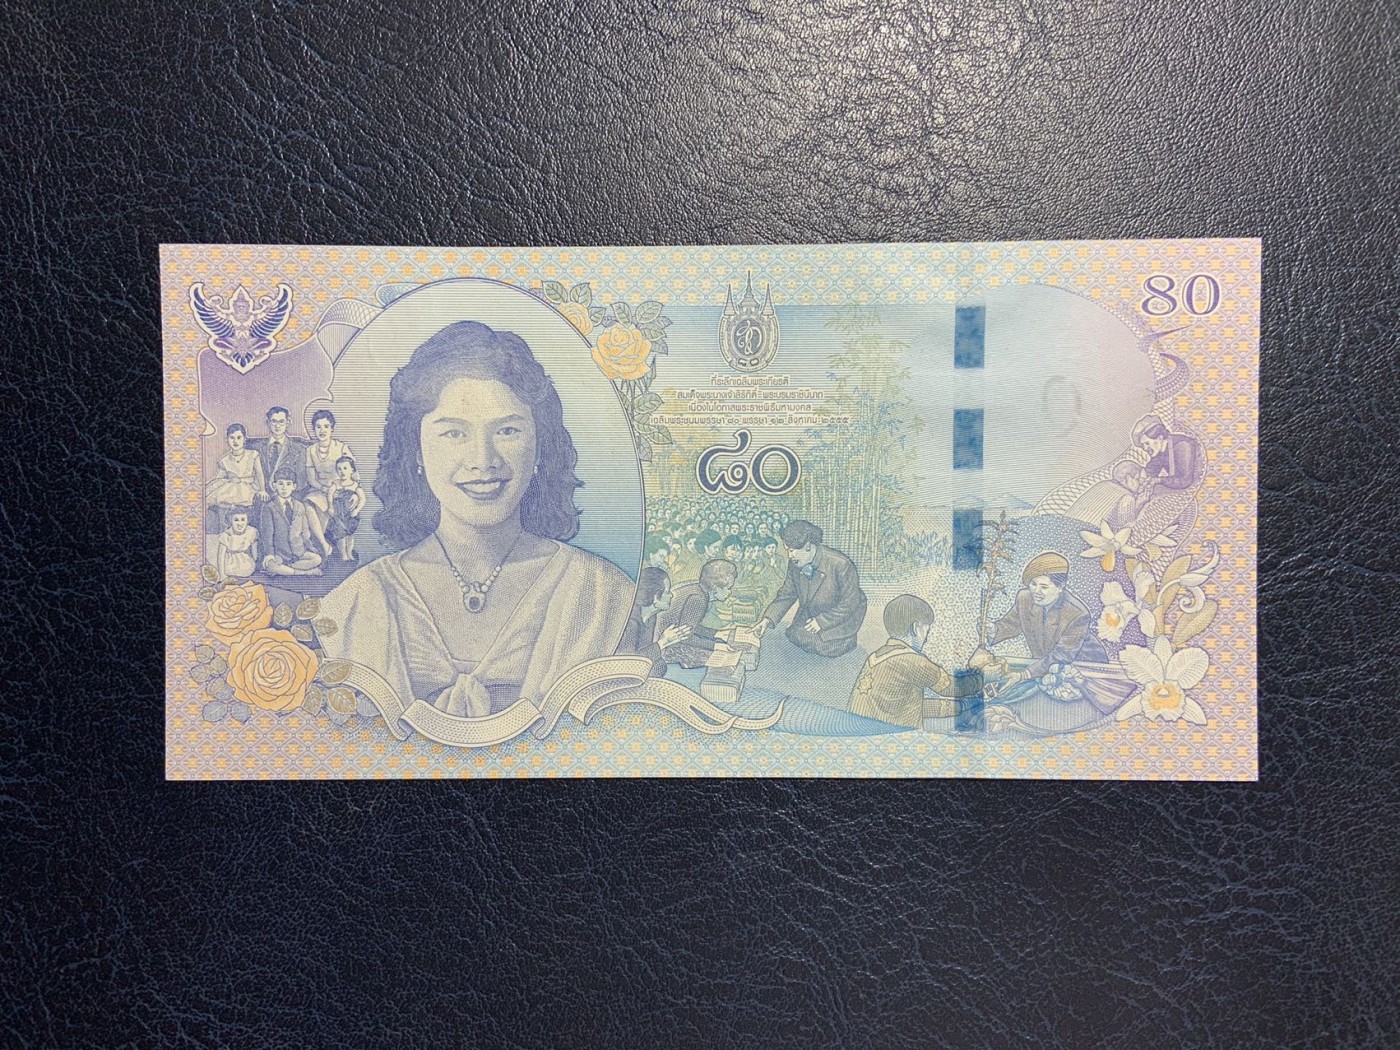 80
ที่ระลึกเฉลิมพระเกียรติ
สมเด็จพระนางเจ้าสิริกิติ์ พระบรมราชินีนาถ
เนื่องในโอกาสพระราชพิธีมหามงคล
เฉลิมพระชนมพรรษา ๘๐ พรรษา ๑๒ สิงหาคม ๒๕๕๕
๘๐